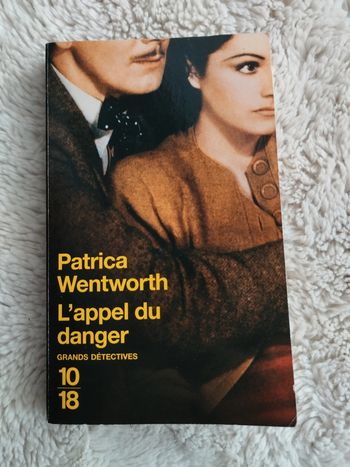 Patrica
Wentworth
L'appel du
danger
GRANDS DÉTECTIVES
10
18